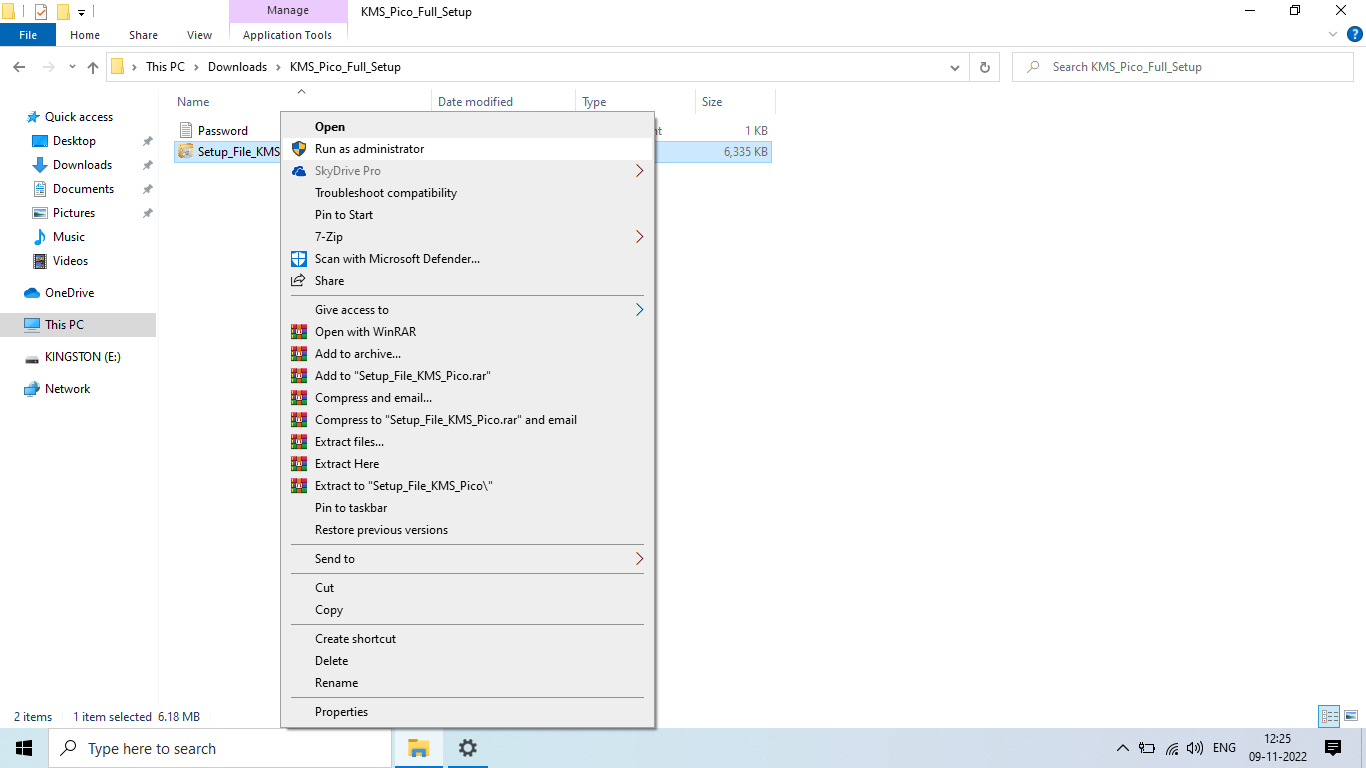 Manage
KMS_Pico_Full_Setup
File
Home
Share
View
Application Tools
This PC
Downloads
KMS_Pico_Full_Setup
Search KMS_Pico_Full_Setup
Name
Date modified
Type
Size
Quick access
Desktop
Downloads
Documents
Pictures
Music
Videos
OneDrive
This PC
KINGSTON (E:)
Network
Password
1 KB
Setup_File_KMS
6,335 KB
Open
Run as administrator
SkyDrive Pro
Troubleshoot compatibility
Pin to Start
7-Zip
Scan with Microsoft Defender...
Share
Give access to
Open with WinRAR
Add to archive...
Add to "Setup_File_KMS_Pico.rar"
Compress and email...
Compress to "Setup_File_KMS_Pico.rar" and email
Extract files...
Extract Here
Extract to "Setup_File_KMS_Pico\"
Pin to taskbar
Restore previous versions
Send to
Cut
Copy
Create shortcut
Delete
Rename
Properties
2 items
1 item selected 6.18 MB
Type here to search
ENG
12:25
09-11-2022